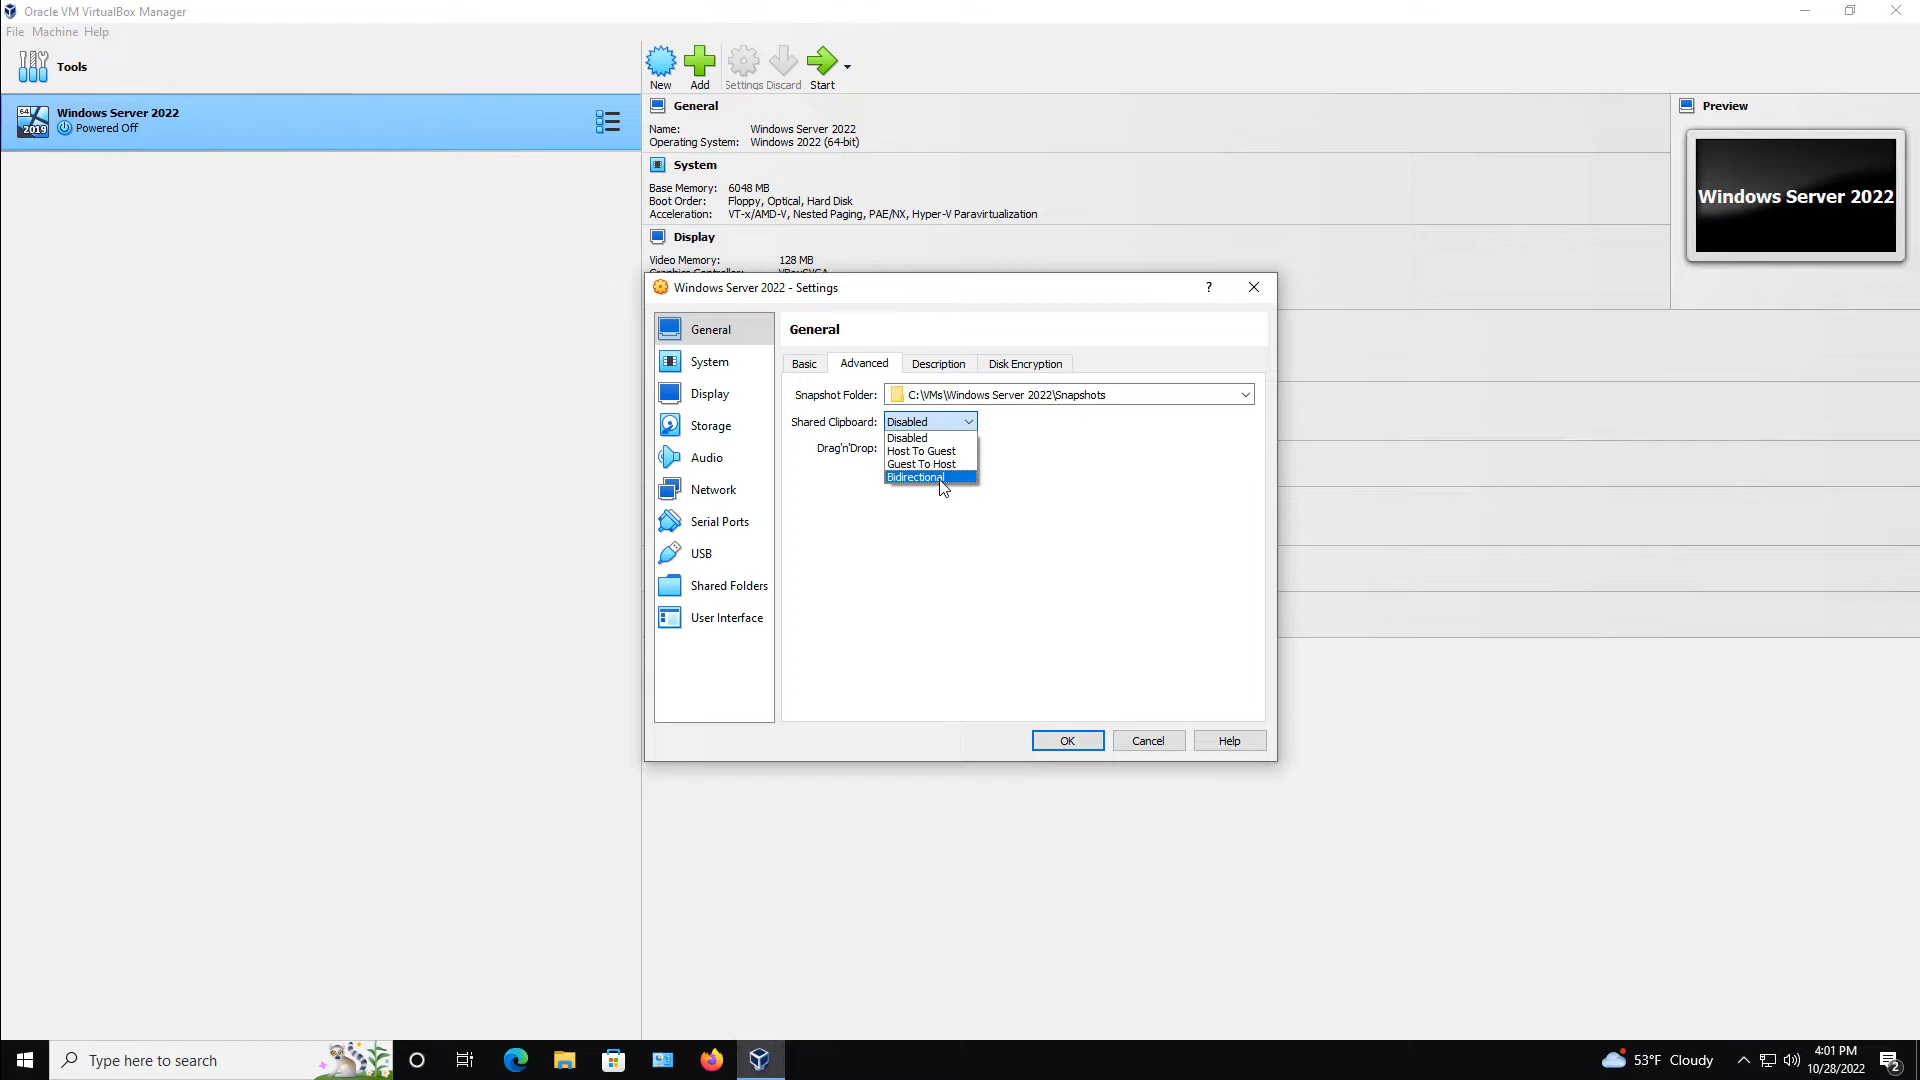 Oracle VM VirtualBox Manager
File Machine Help
Tools
New Add Settings Discard Start
64
2019
Windows Server 2022
Powered Off
General
Name: Windows Server 2022
Operating System: Windows 2022 (64-bit)
System
Base Memory: 6048 MB
Boot Order: Floppy, Optical, Hard Disk
Acceleration: VT-x/AMD-V, Nested Paging, PAE/NX, Hyper-V Paravirtualization
Display
Video Memory: 128 MB
Preview
Windows Server 2022
Windows Server 2022 - Settings
?
General
System
Display
Storage
Audio
Network
Serial Ports
USB
Shared Folders
User Interface
General
Basic Advanced Description Disk Encryption
Snapshot Folder: C:\VMs\Windows Server 2022\Snapshots
Shared Clipboard: Disabled
Disabled
Drag'n'Drop:
Host To Guest
Guest To Host
Bidirectional
OK Cancel Help
Type here to search
53°F Cloudy
4:01 PM
10/28/2022
2